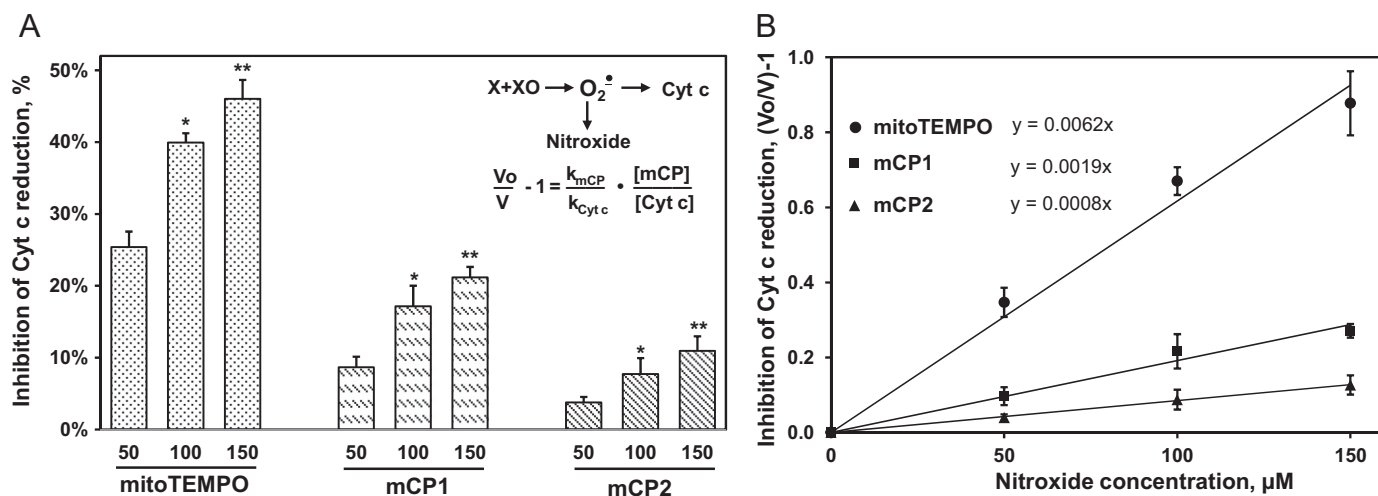 A
Inhibition of Cyt c reduction, %
50%
40%
30%
20%
10%
0%
**
*
**
*
**
*
X+XO → O₂•̲ → Cyt c
Nitroxide
Vo/V - 1 = k_mCP/k_Cyt c • [mCP]/[Cyt c]
50 100 150 50 100 150 50 100 150
mitoTEMPO mCP1 mCP2
B
Inhibition of Cyt c reduction, (Vo/V)-1
1.0
0.8
0.6
0.4
0.2
0.0
mitoTEMPO y = 0.0062x
mCP1 y = 0.0019x
mCP2 y = 0.0008x
0 50 100 150
Nitroxide concentration, µM